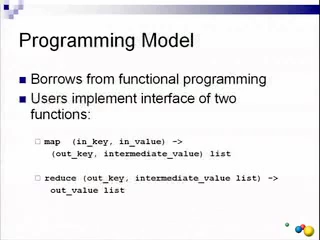 Programming Model
Borrows from functional programming
Users implement interface of two
functions:
map (in_key, in_value) ->
(out_key, intermediate_value) list
reduce (out_key, intermediate_value list) ->
out_value list